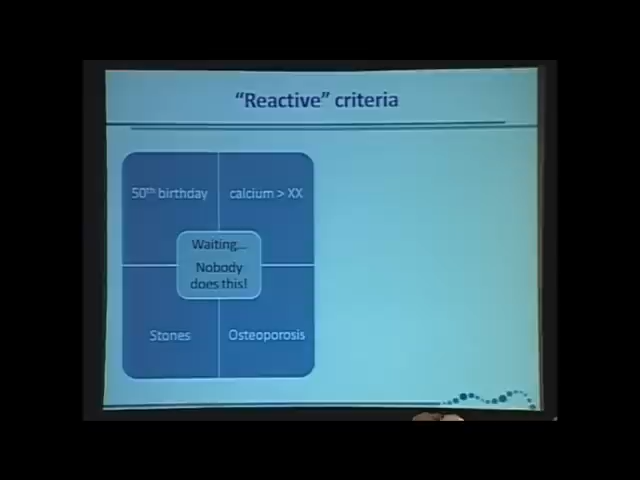 “Reactive” criteria
50th birthday
calcium > XX
Waiting...
Nobody
does this!
Stones
Osteoporosis